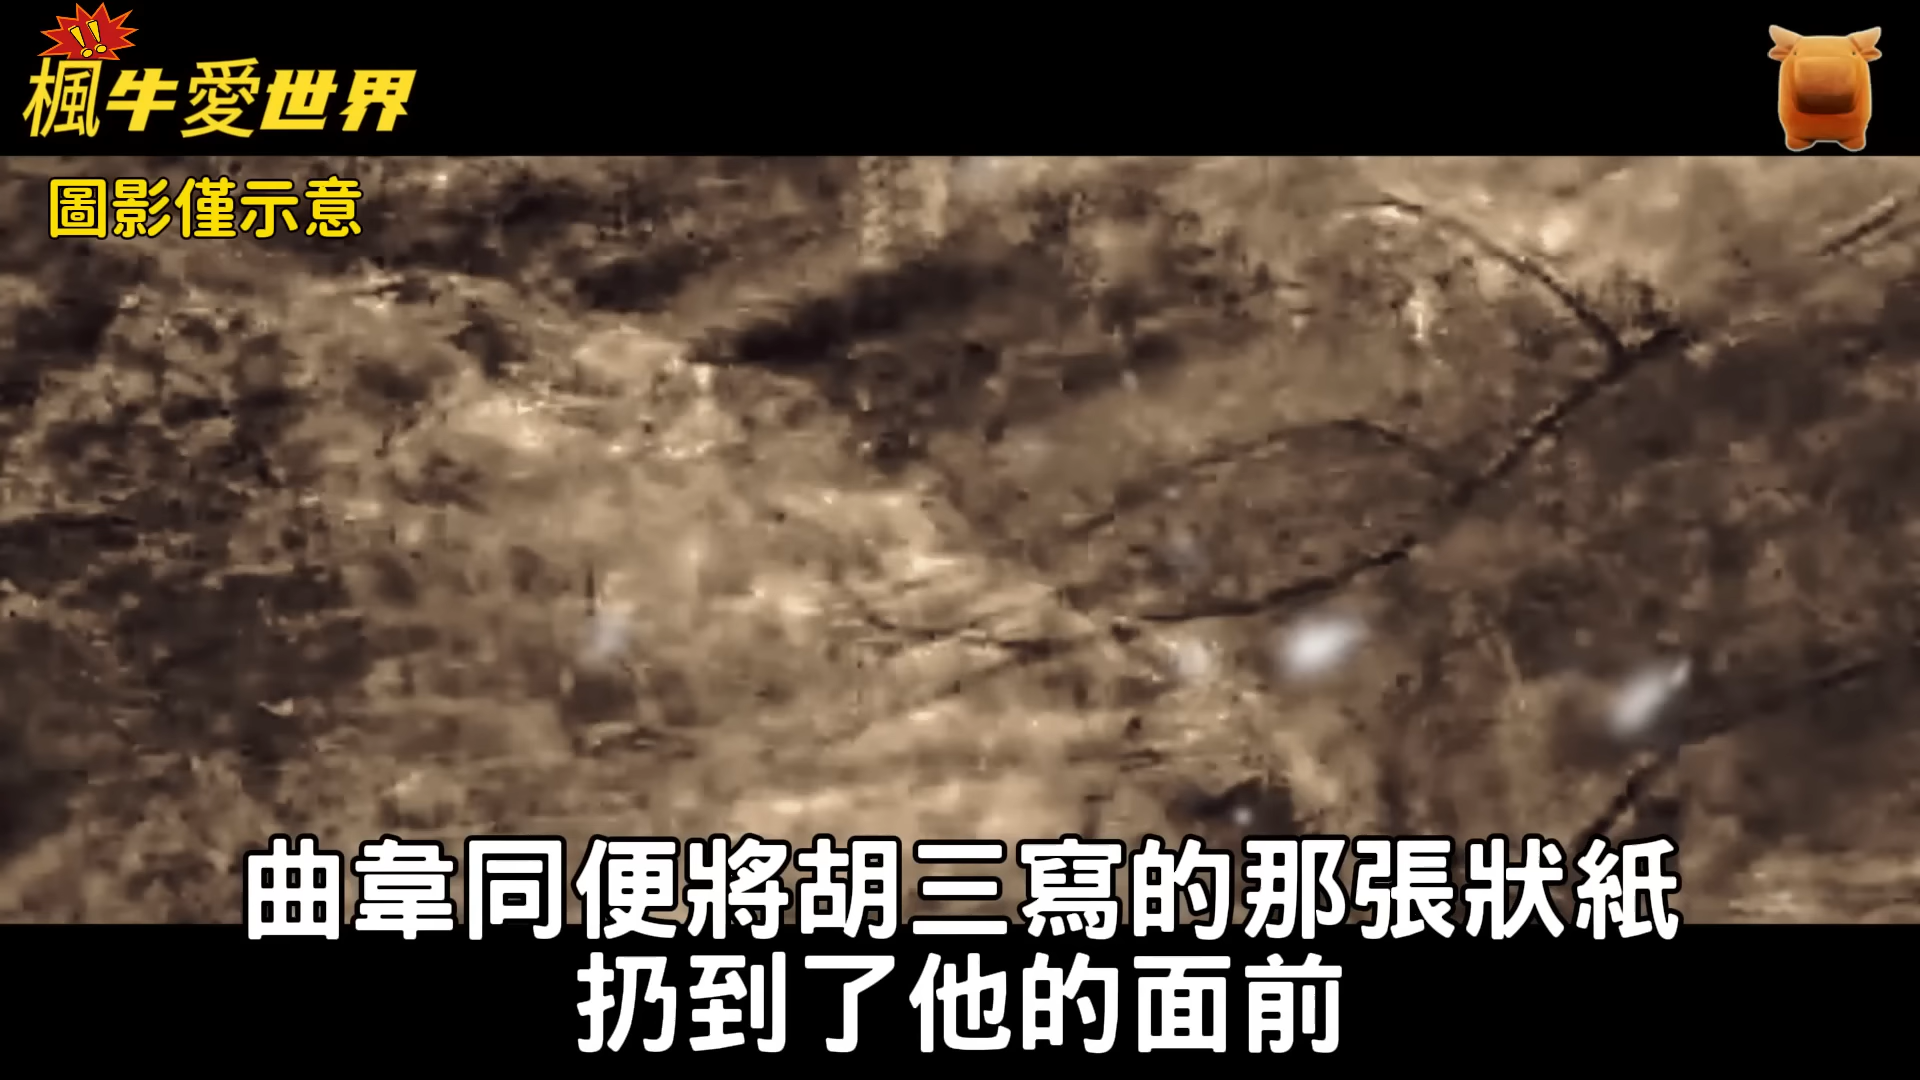 楓牛愛世界
圖影僅示意
曲韋同便將胡三寫的那張狀紙
扔到了他的面前